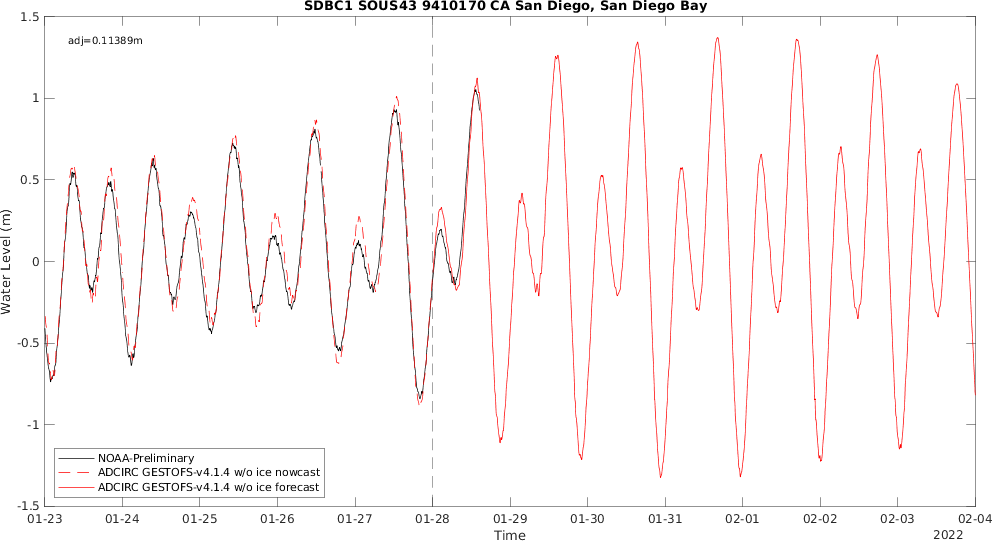 SDBC1 SOUS43 9410170 CA San Diego, San Diego Bay
adj=0.11389m
1.5
1
0.5
0
-0.5
-1
-1.5
Water Level (m)
NOAA-Preliminary
ADCIRC GESTOFS-v4.1.4 w/o ice nowcast
ADCIRC GESTOFS-v4.1.4 w/o ice forecast
01-23 01-24 01-25 01-26 01-27 01-28 01-29 01-30 01-31 02-01 02-02 02-03 02-04
Time
2022